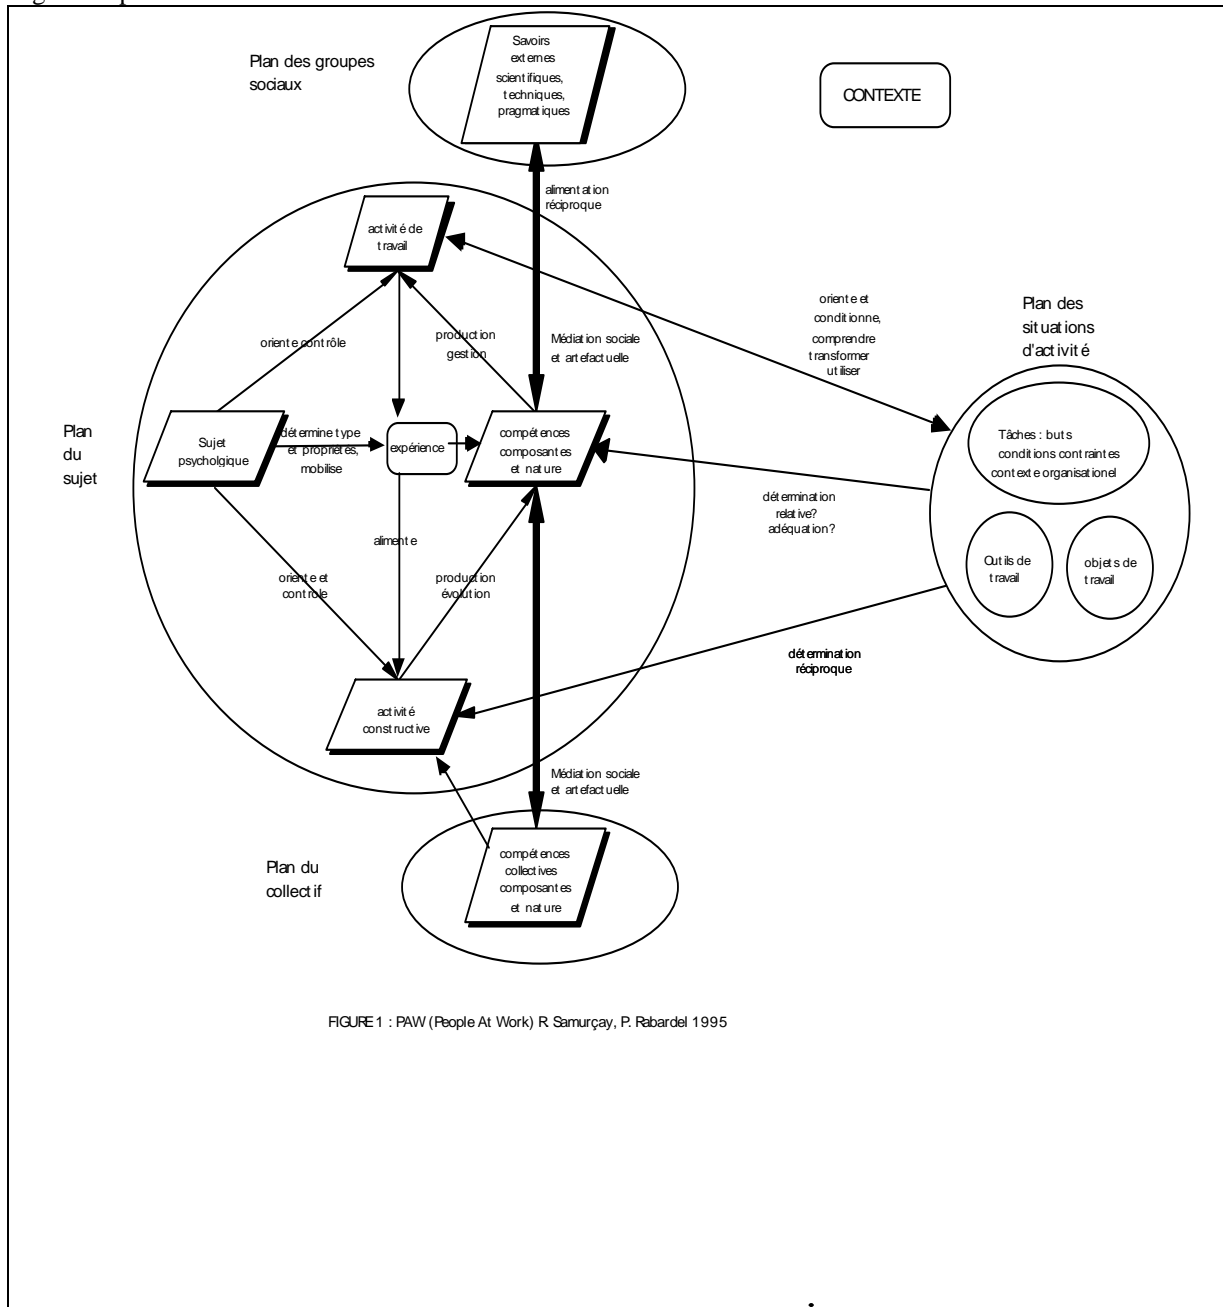 Plan des groupes
sociaux
Savoirs
externes
scientifiques,
techniques,
pragmatiques
CONTEXTE
alimentation
réciproque
activité de
travail
oriente contrôle
production
gestion
Médiation sociale
et artefactuelle
oriente et
conditionne,
comprendre
transformer
utiliser
Plan des
situations
d'activité
Plan
du
sujet
Sujet
psycholgique
détermine type
et propriétés,
mobilise
expérience
compétences
composantes
et nature
Tâches : buts
conditions contraintes
contexte organisationel
détermination
relative?
adéquation?
Outils de
travail
objets de
travail
alimente
oriente et
controle
production
évolution
détermination
réciproque
activité
constructive
Médiation sociale
et artefactuelle
Plan du
collectif
compétences
collectives
composantes
et nature
FIGURE 1 : PAW (People At Work) R. Samurçay, P. Rabardel 1995